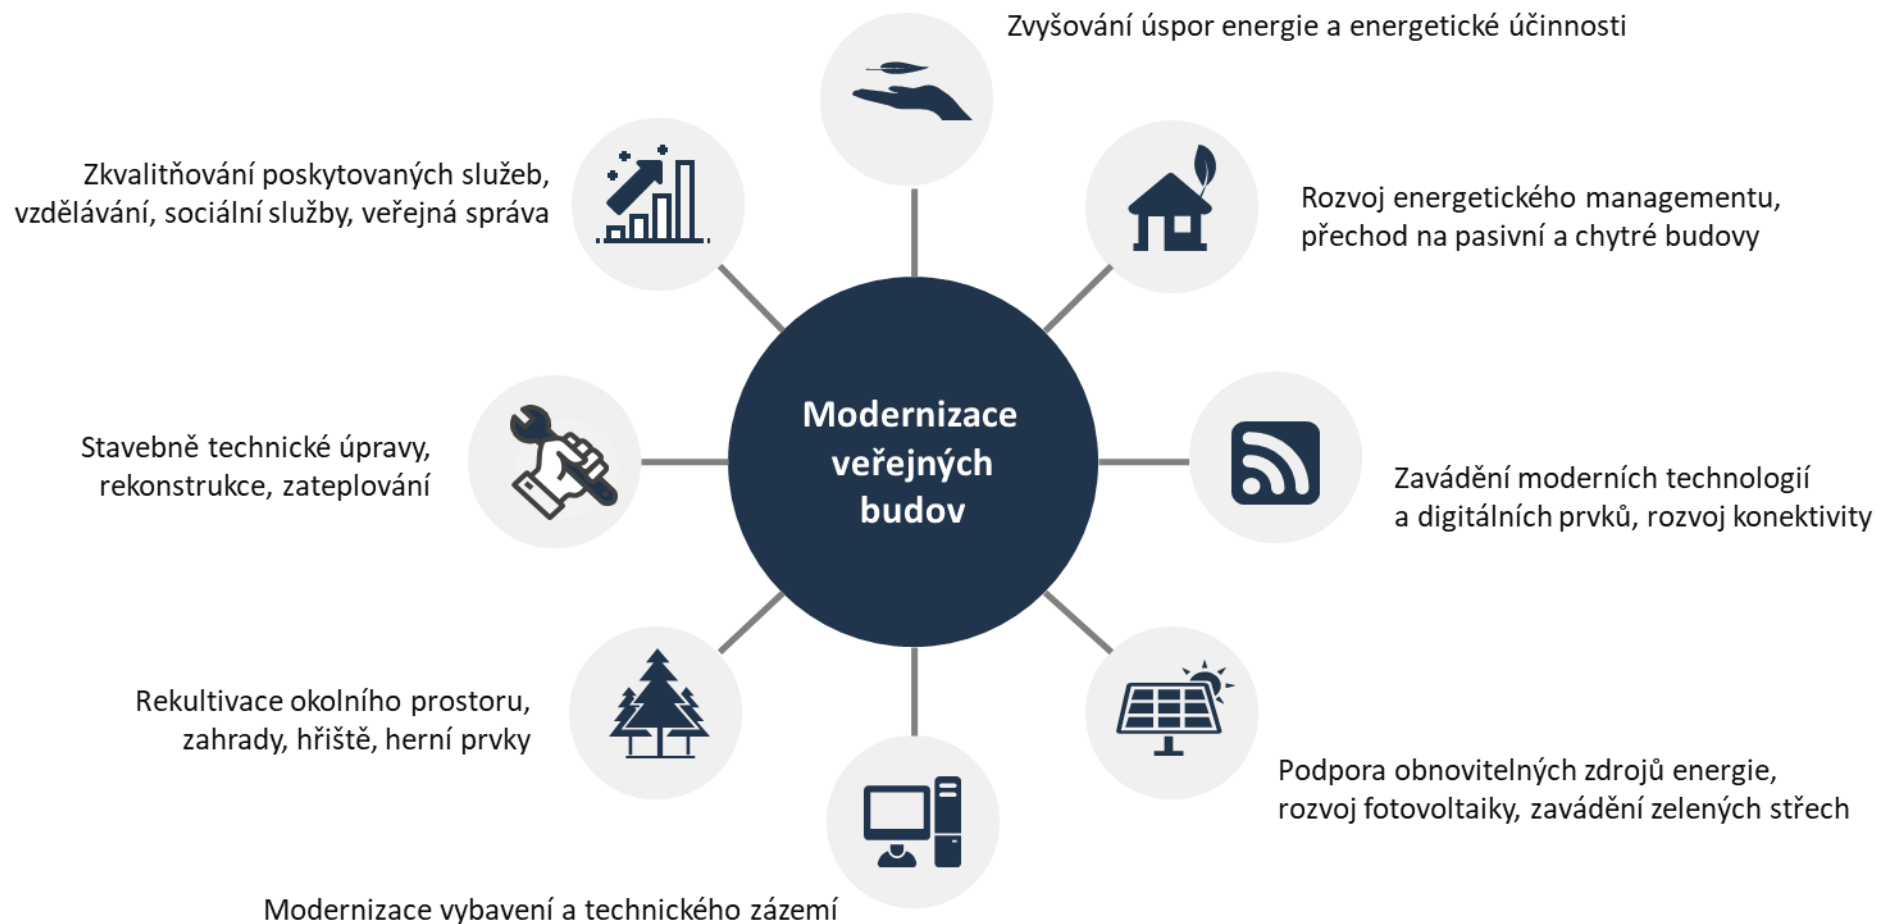 Zvyšování úspor energie a energetické účinnosti
Zkvalitňování poskytovaných služeb,
vzdělávání, sociální služby, veřejná správa
Rozvoj energetického managementu,
přechod na pasivní a chytré budovy
Modernizace
veřejných
budov
Stavebně technické úpravy,
rekonstrukce, zateplování
Zavádění moderních technologií
a digitálních prvků, rozvoj konektivity
Rekultivace okolního prostoru,
zahrady, hřiště, herní prvky
Podpora obnovitelných zdrojů energie,
rozvoj fotovoltaiky, zavádění zelených střech
Modernizace vybavení a technického zázemí